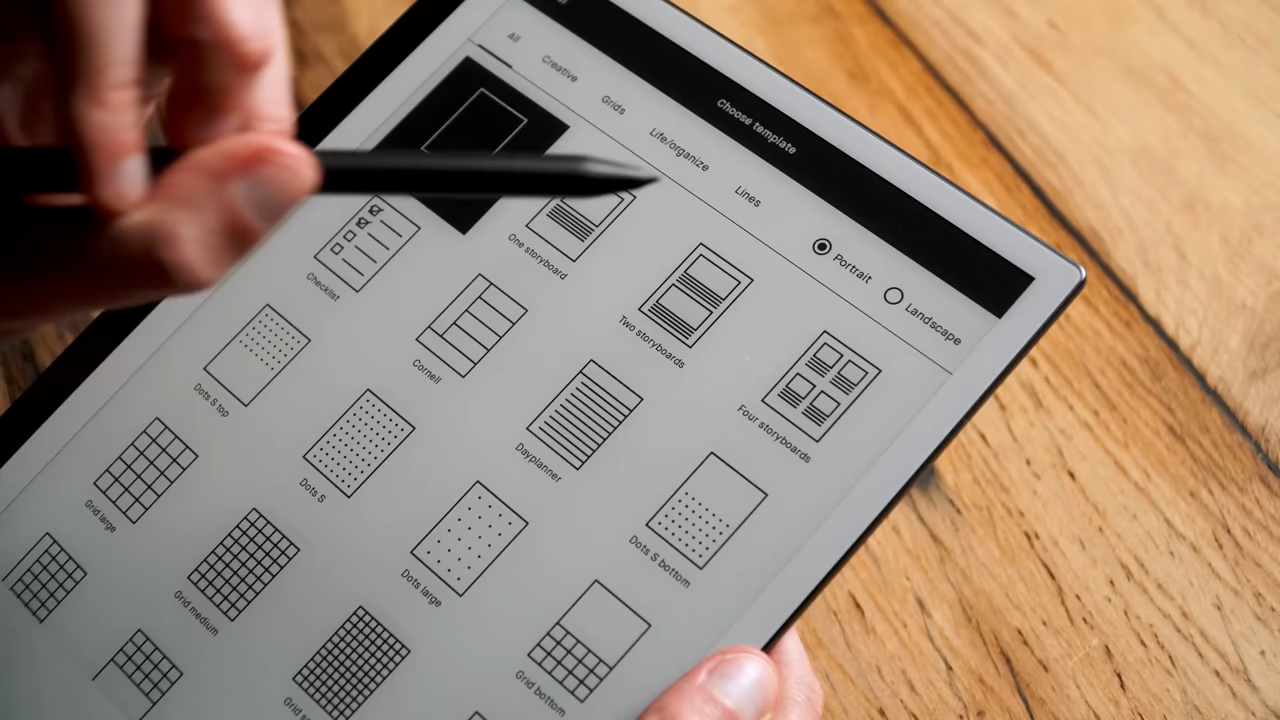 Choose template
All
Creative
Grids
Life/organize
Lines
Portrait
Landscape
One storyboard
Two storyboards
Four storyboards
Checklist
Cornell
Dayplanner
Dots S bottom
Dots S top
Dots S
Dots large
Grid bottom
Grid large
Grid medium
Grid